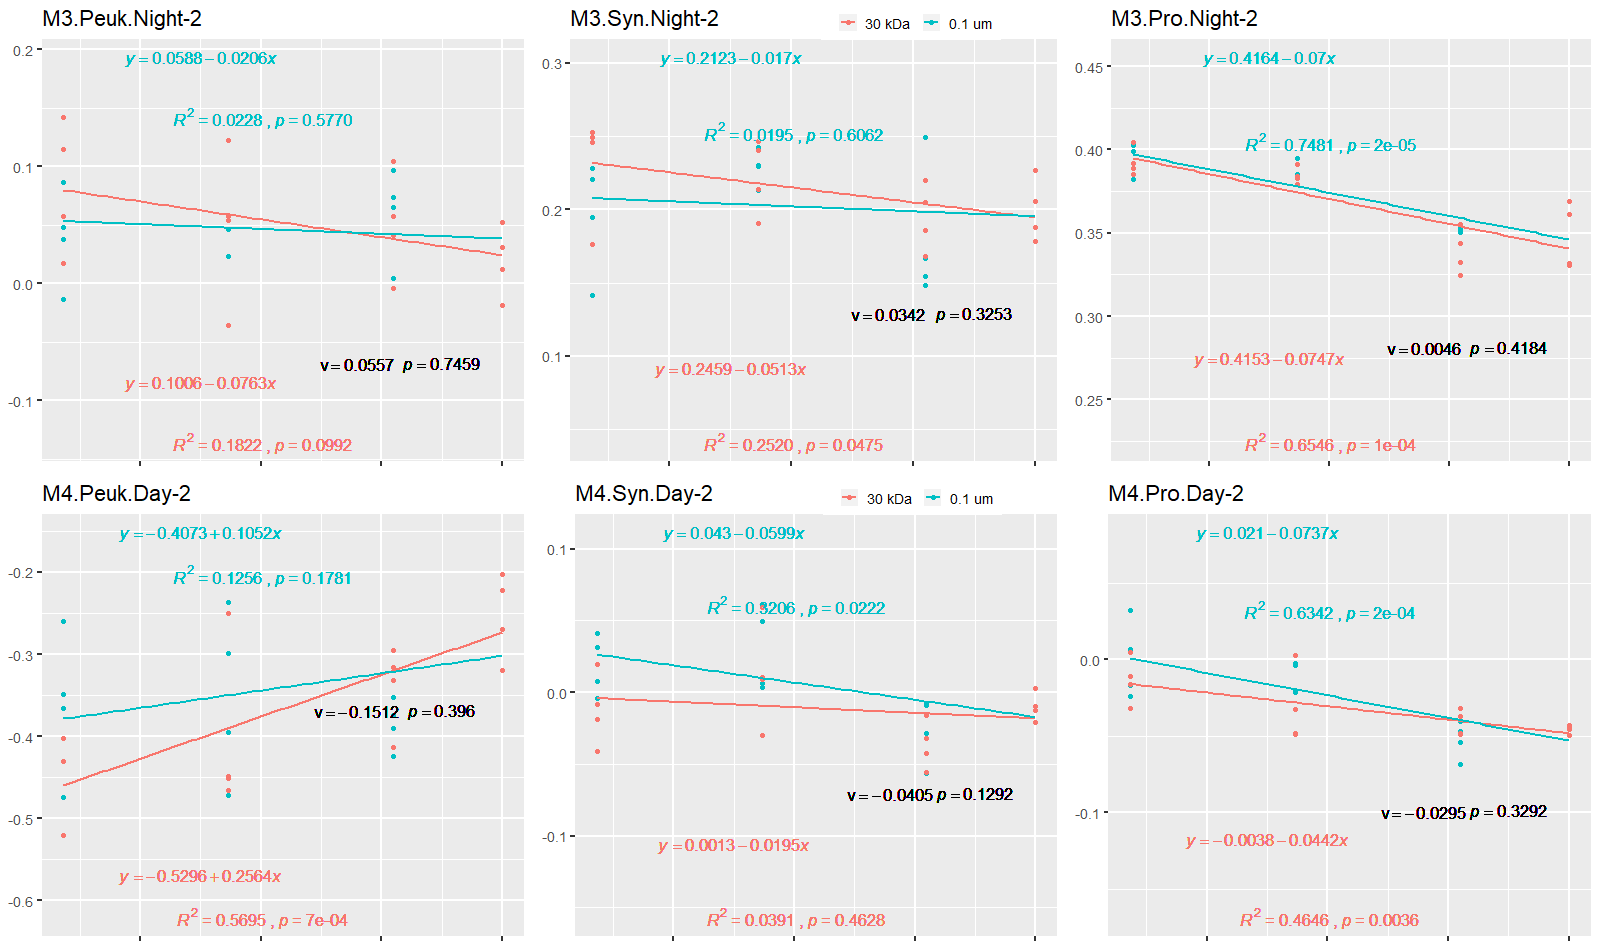 M3.Peuk.Night-2
0.2
y = 0.0588 − 0.0206x
R² = 0.0228 , p = 0.5770
0.1
0.0
v = 0.0557 p = 0.7459
y = 0.1006 − 0.0763x
-0.1
R² = 0.1822 , p = 0.0992
M3.Syn.Night-2
30 kDa 0.1 um
0.3
y = 0.2123 − 0.017x
R² = 0.0195 , p = 0.6062
0.2
v = 0.0342 p = 0.3253
0.1
y = 0.2459 − 0.0513x
R² = 0.2520 , p = 0.0475
M3.Pro.Night-2
y = 0.4164 − 0.07x
0.45
R² = 0.7481 , p = 2e-05
0.40
0.35
0.30
v = 0.0046 p = 0.4184
y = 0.4153 − 0.0747x
0.25
R² = 0.6546 , p = 1e-04
M4.Peuk.Day-2
y = −0.4073 + 0.1052x
-0.2
R² = 0.1256 , p = 0.1781
-0.3
v = −0.1512 p = 0.396
-0.4
-0.5
y = −0.5296 + 0.2564x
-0.6
R² = 0.5695 , p = 7e-04
M4.Syn.Day-2
30 kDa 0.1 um
y = 0.043 − 0.0599x
0.1
R² = 0.3206 , p = 0.0222
0.0
v = −0.0405 p = 0.1292
-0.1
y = 0.0013 − 0.0195x
R² = 0.0391 , p = 0.4628
M4.Pro.Day-2
y = 0.021 − 0.0737x
R² = 0.6342 , p = 2e-04
0.0
v = −0.0295 p = 0.3292
-0.1
y = −0.0038 − 0.0442x
R² = 0.4646 , p = 0.0036